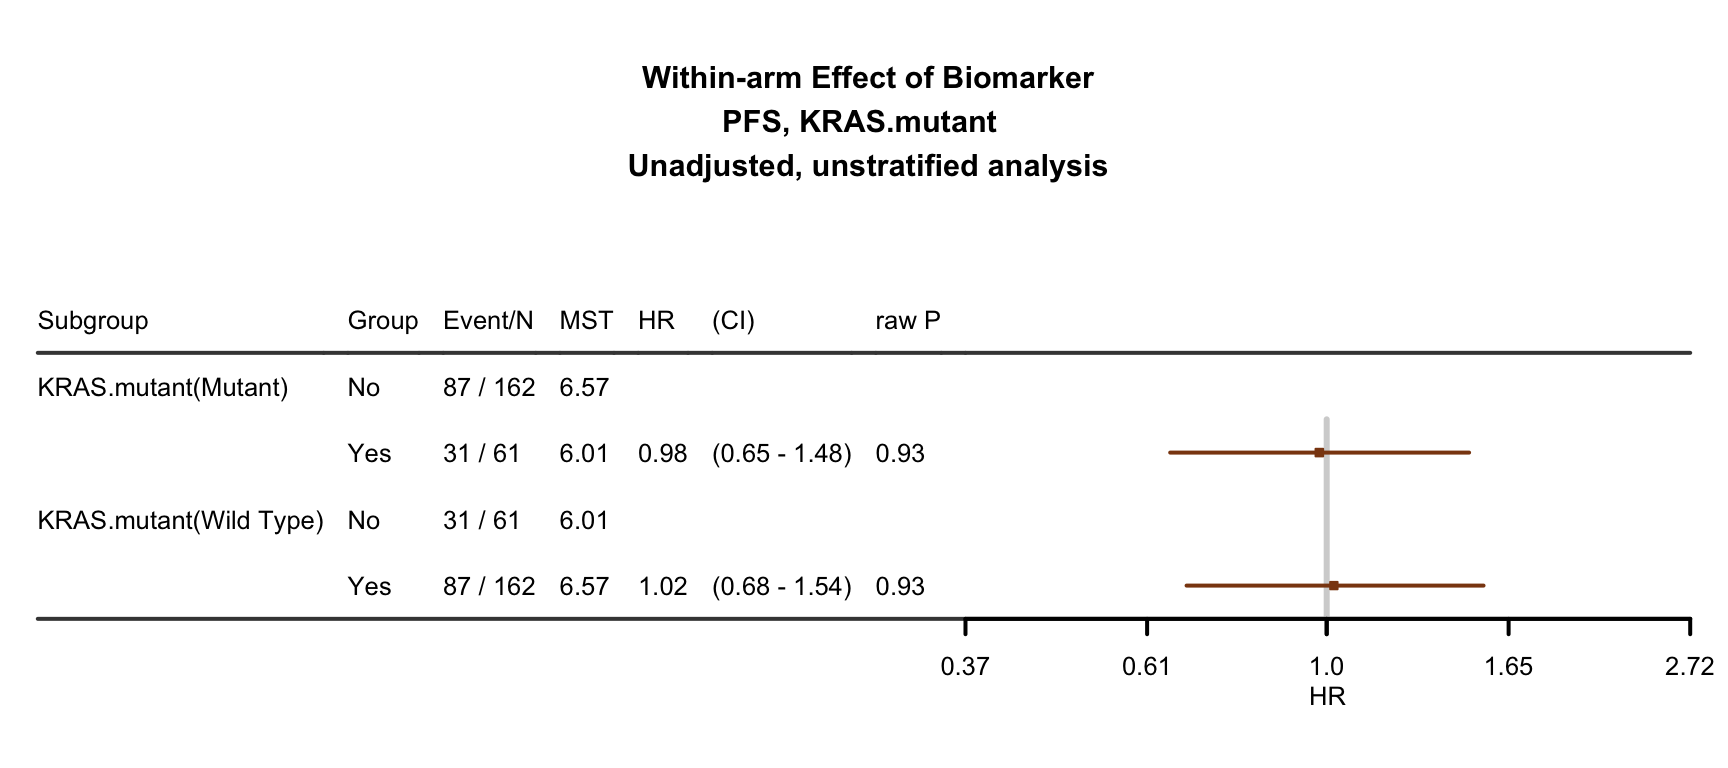 Within-arm Effect of Biomarker
PFS, KRAS.mutant
Unadjusted, unstratified analysis
Subgroup Group Event/N MST HR (CI) raw P
KRAS.mutant(Mutant) No 87 / 162 6.57
Yes 31 / 61 6.01 0.98 (0.65 - 1.48) 0.93
KRAS.mutant(Wild Type) No 31 / 61 6.01
Yes 87 / 162 6.57 1.02 (0.68 - 1.54) 0.93
0.37 0.61 1.0 1.65 2.72
HR